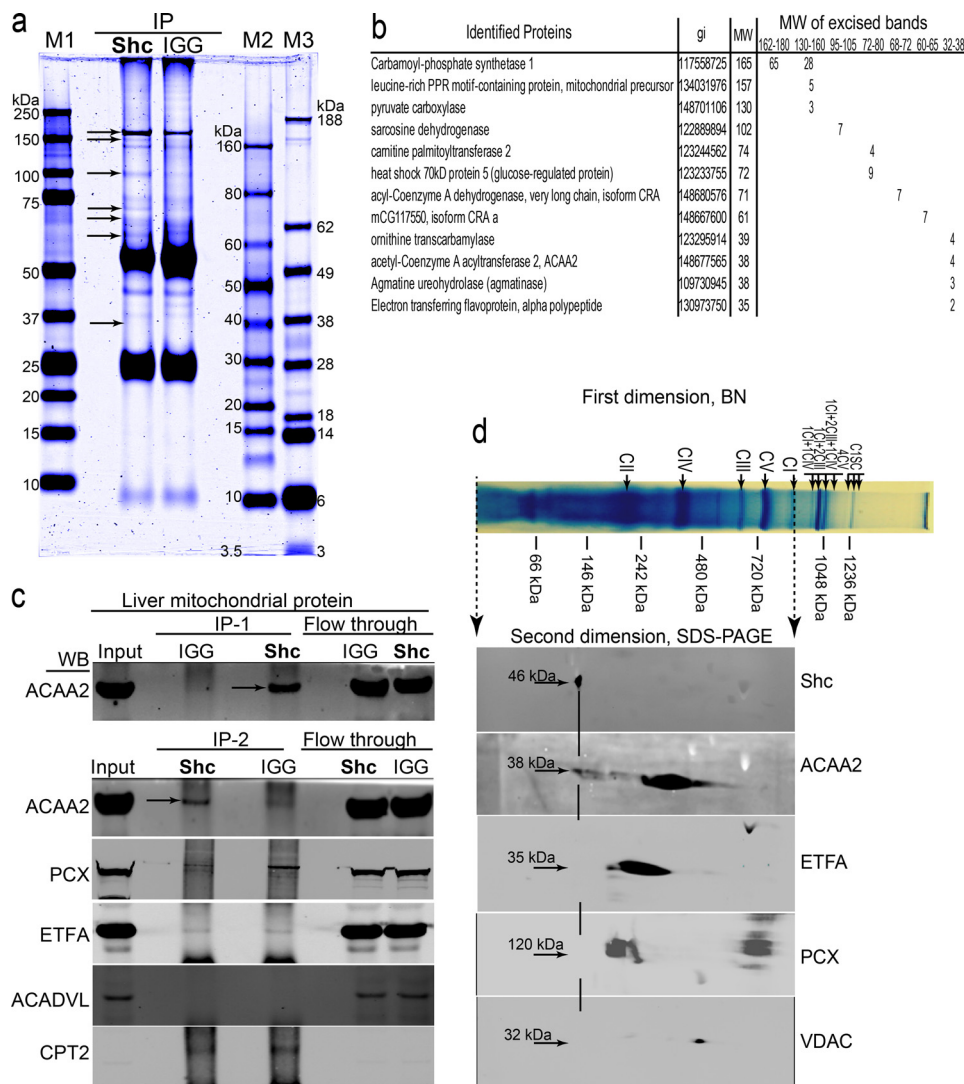 a
IP
M1 Shc IGG M2 M3
kDa
250
150
100
75
50
37
25
20
15
10
kDa
160
80
60
50
40
30
20
15
10
3.5
188
62
49
38
28
18
14
6
3
b
Identified Proteins gi MW MW of excised bands
162-180 130-160 95-105 72-80 68-72 60-65 32-38
Carbamoyl-phosphate synthetase 1 117558725 165 65 28
leucine-rich PPR motif-containing protein, mitochondrial precursor 134031976 157 5
pyruvate carboxylase 148701106 130 3
sarcosine dehydrogenase 122889894 102 7
carnitine palmitoyltransferase 2 123244562 74 4
heat shock 70kD protein 5 (glucose-regulated protein) 123233755 72 9
acyl-Coenzyme A dehydrogenase, very long chain, isoform CRA 148680576 71 7
mCG117550, isoform CRA a 148667600 61 7
ornithine transcarbamylase 123295914 39 4
acetyl-Coenzyme A acyltransferase 2, ACAA2 148677565 38 4
Agmatine ureohydrolase (agmatinase) 109730945 38 3
Electron transferring flavoprotein, alpha polypeptide 130973750 35 2
c
Liver mitochondrial protein
IP-1 Flow through
Input IGG Shc IGG Shc
WB
ACAA2
IP-2 Flow through
Input Shc IGG Shc IGG
ACAA2
PCX
ETFA
ACADVL
CPT2
d
First dimension, BN
CII CIV CIII CV CI 1CI+1CIV 1CI+2CIII 1CI+2CIII+1CIV 4CV C1SC
66 kDa
146 kDa
242 kDa
480 kDa
720 kDa
1048 kDa
1236 kDa
Second dimension, SDS-PAGE
46 kDa Shc
38 kDa ACAA2
35 kDa ETFA
120 kDa PCX
32 kDa VDAC